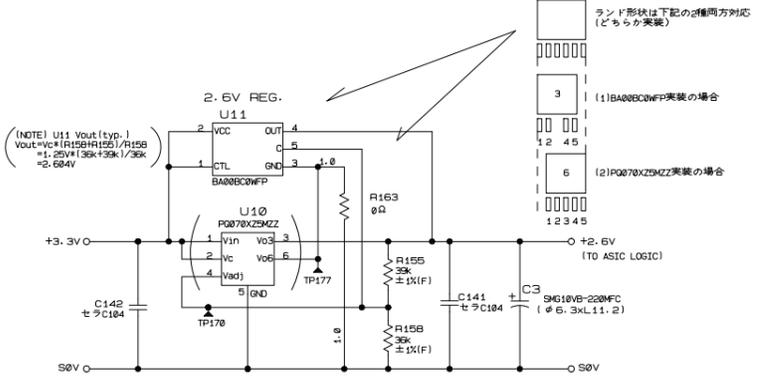 ランド形状は下記の2種両方対応
(どちらか実装)
3
(1)BA00BC0WFP実装の場合
1 2 4 5
6
(2)PQ070XZ5MZZ実装の場合
1 2 3 4 5
2.6V REG.
U11
2 VCC OUT 4
C 5
1 CTL GND 3 1.0
BA00BC0WFP
(NOTE) U11 Vout(typ.)
Vout=Vc*(R158+R155)/R158
=1.25V*(36k+39k)/36k
=2.604V
R163
0Ω
U10
PQ070XZ5MZZ
1 Vin Vo3 3
2 Vc Vo6 6
4 Vadj
5 GND
+3.3V
+2.6V
(TO ASIC LOGIC)
TP177
TP170
R155
39k
±1%(F)
R158
36k
±1%(F)
1.0
C142
セラC104
C141
セラC104
+ C3
SMG10VB-220MFC
(φ6.3xL11.2)
S0V
S0V